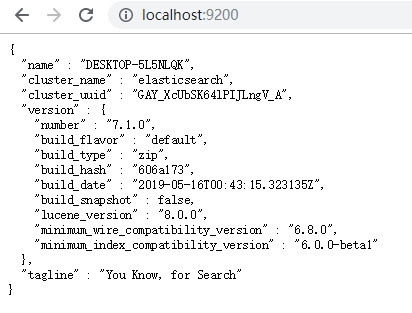 localhost:9200
{
"name" : "DESKTOP-5L5NLQK",
"cluster_name" : "elasticsearch",
"cluster_uuid" : "GAY_XcUbSK64lPIJLngV_A",
"version" : {
"number" : "7.1.0",
"build_flavor" : "default",
"build_type" : "zip",
"build_hash" : "606a173",
"build_date" : "2019-05-16T00:43:15.323135Z",
"build_snapshot" : false,
"lucene_version" : "8.0.0",
"minimum_wire_compatibility_version" : "6.8.0",
"minimum_index_compatibility_version" : "6.0.0-beta1"
},
"tagline" : "You Know, for Search"
}